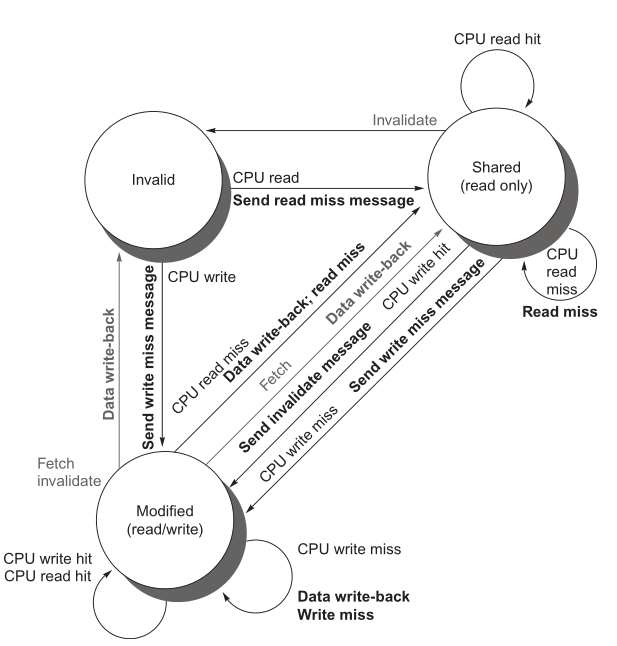 CPU read hit
Invalidate
Invalid
Shared
(read only)
CPU read
Send read miss message
CPU
read
miss
Read miss
CPU write
Send write miss message
Data write-back
Fetch
invalidate
CPU read miss
Data write-back; read miss
Fetch
Data write-back
CPU write hit
Send invalidate message
CPU write miss
Send write miss message
Modified
(read/write)
CPU write hit
CPU read hit
CPU write miss
Data write-back
Write miss